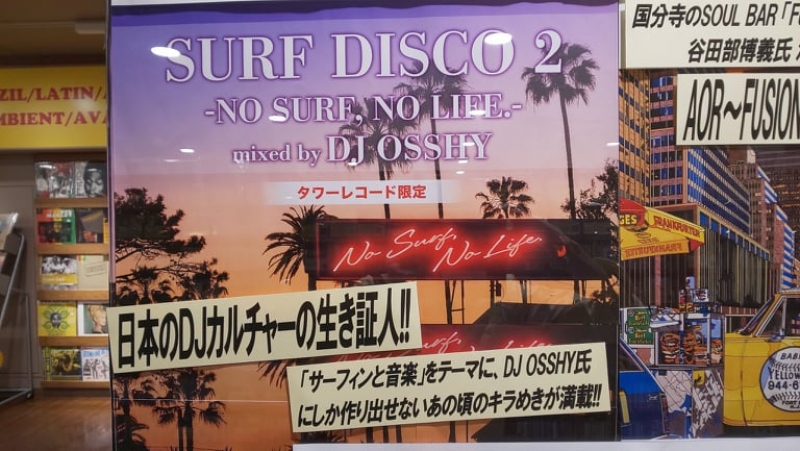 SURF DISCO 2
-NO SURF, NO LIFE.-
mixed by DJ OSSHY
タワーレコード限定
No Surf,
No Life.
日本のDJカルチャーの生き証人!!
「サーフィンと音楽」をテーマに、DJ OSSHY氏
にしか作り出せないあの頃のキラめきが満載!!
国分寺のSOUL BAR「F
谷田部博義氏
AOR〜FUSION
ZIL/LATIN/
MBIENT/AVA
GES
FRANKFURTER
YELLOW